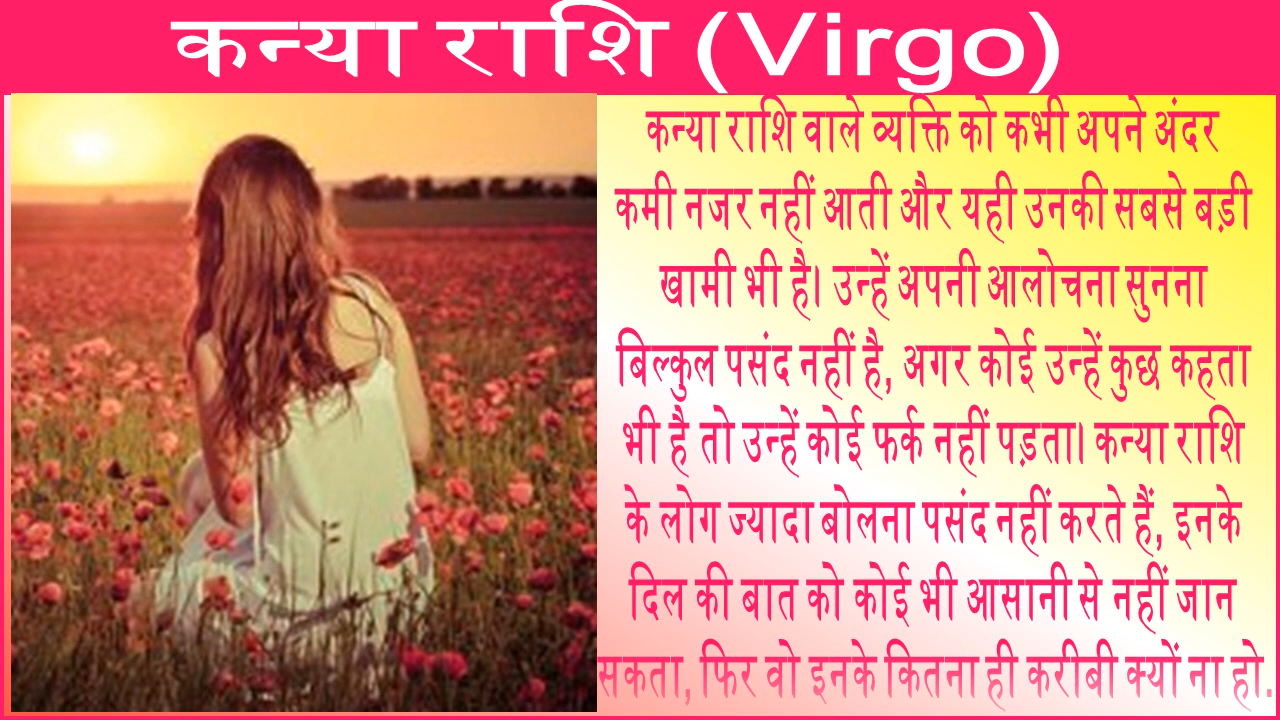 कन्या राशि (Virgo)
कन्या राशि वाले व्यक्ति को कभी अपने अंदर
कमी नजर नहीं आती और यही उनकी सबसे बड़ी
खामी भी है। उन्हें अपनी आलोचना सुनना
बिल्कुल पसंद नहीं है, अगर कोई उन्हें कुछ कहता
भी है तो उन्हें कोई फर्क नहीं पड़ता। कन्या राशि
के लोग ज्यादा बोलना पसंद नहीं करते हैं, इनके
दिल की बात को कोई भी आसानी से नहीं जान
सकता, फिर वो इनके कितना ही करीबी क्यों ना हो.